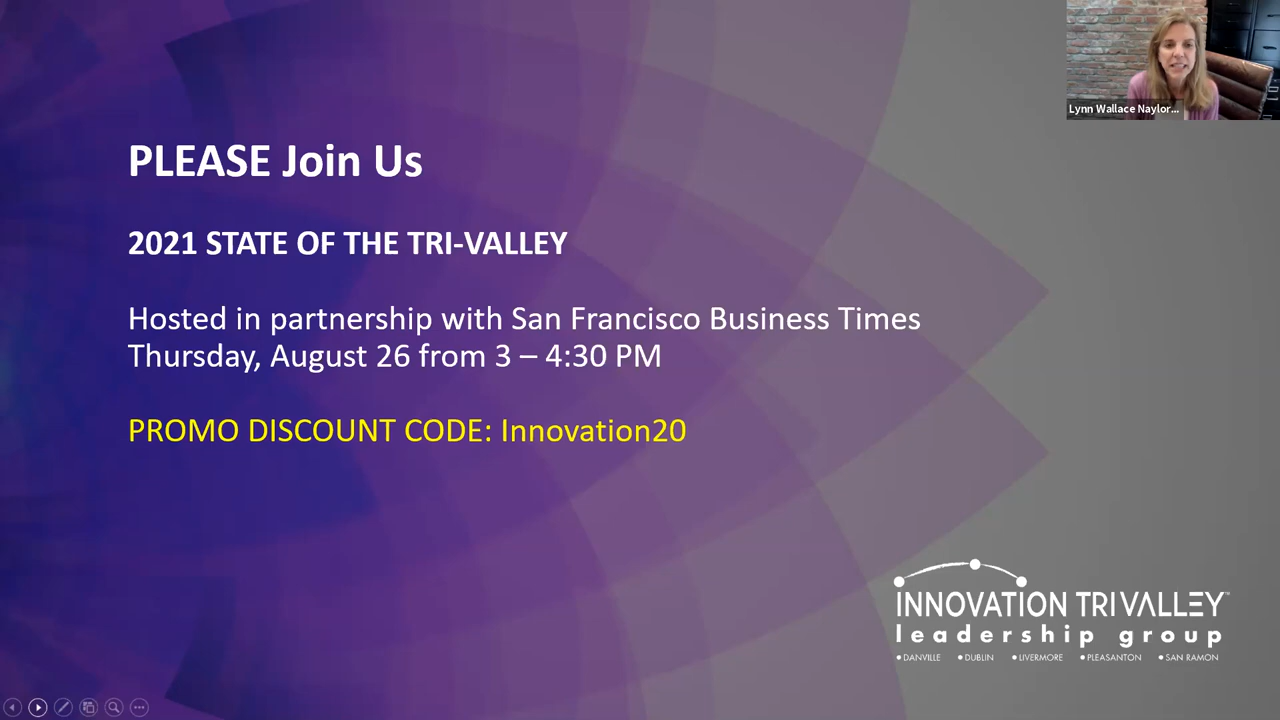 Lynn Wallace Naylor...
PLEASE Join Us
2021 STATE OF THE TRI-VALLEY
Hosted in partnership with San Francisco Business Times
Thursday, August 26 from 3 – 4:30 PM
PROMO DISCOUNT CODE: Innovation20
INNOVATION TRIVALLEY™
leadership group
•DANVILLE •DUBLIN •LIVERMORE •PLEASANTON •SAN RAMON